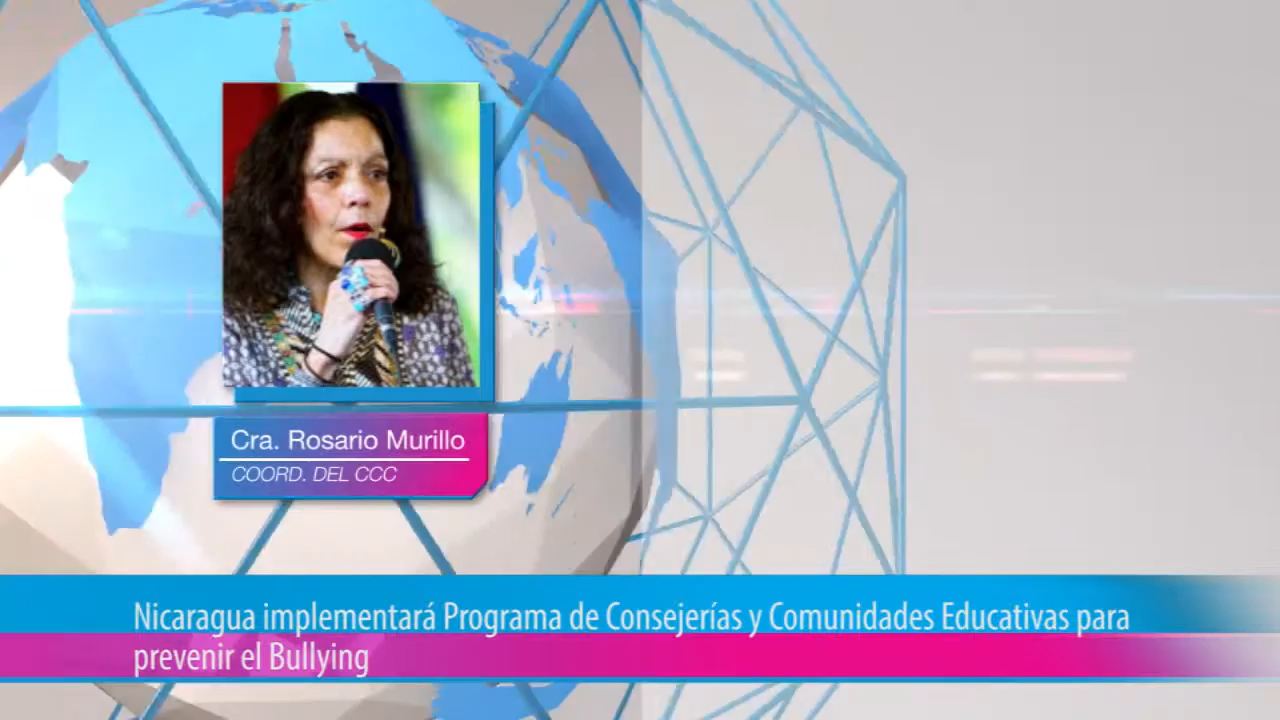 Cra. Rosario Murillo
COORD. DEL CCC
Nicaragua implementará Programa de Consejerías y Comunidades Educativas para
prevenir el Bullying